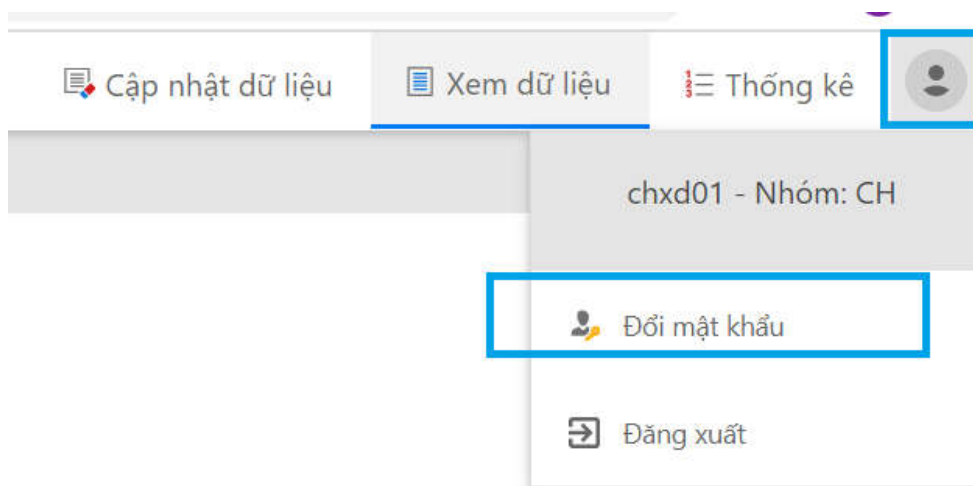 Cập nhật dữ liệu Xem dữ liệu Thống kê
chxd01 - Nhóm: CH
Đổi mật khẩu
Đăng xuất